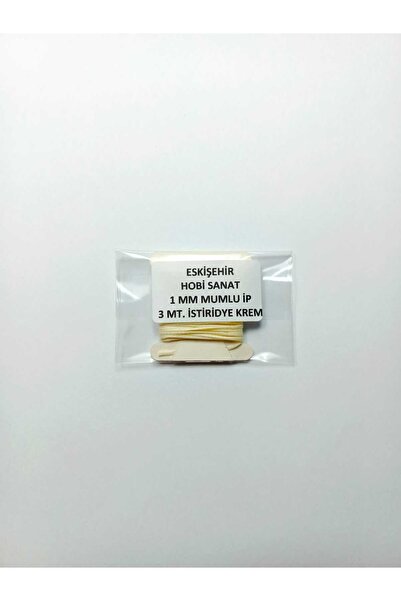 ESKİŞEHİR
HOBİ SANAT
1 MM MUMLU İP
3 MT. İSTİRİDYE KREM